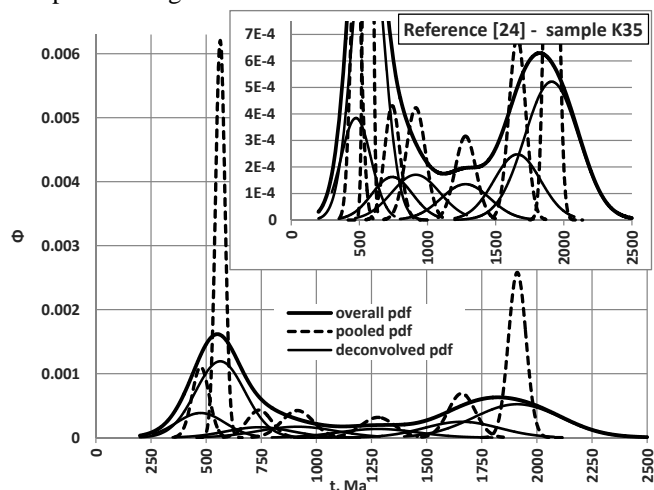 Reference [24] - sample K35
7E-4
6E-4
5E-4
4E-4
3E-4
2E-4
1E-4
0
0
500
1000
1500
2000
2500
0.006
0.005
0.004
0.003
0.002
0.001
0
Φ
overall pdf
pooled pdf
deconvolved pdf
0
250
500
750
1000
1250
1500
1750
2000
2250
2500
t, Ma